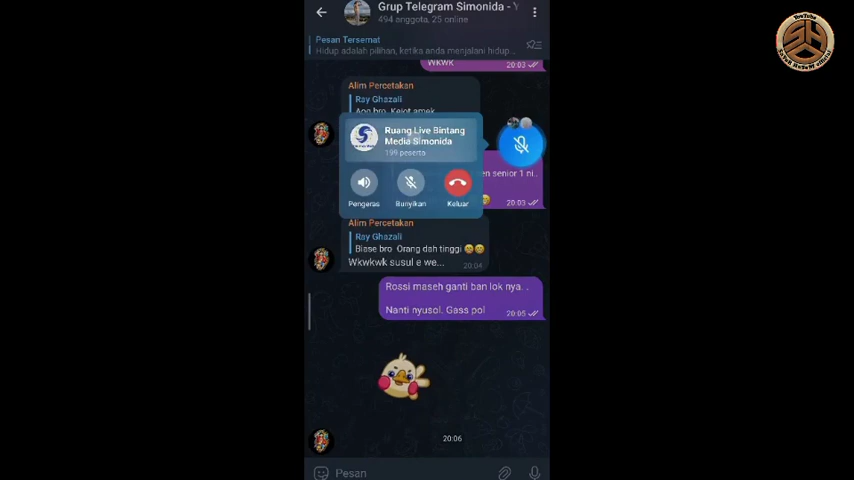 Grup Telegram Simonida - Y
494 anggota, 25 online
Pesan Tersemat
Hidup adalah pilihan, ketika anda menjalani hidup...
Wkwk
20:03
Alim Percetakan
Ray Ghazali
Ruang Live Bintang
Media Simonida
199 peserta
en senior 1 ni..
20:03
Pengeras
Bunyikan
Keluar
Alim Percetakan
Ray Ghazali
Biase bro Orang dah tinggi 🤭🤭
Wkwkwk susul e we...
20:04
Rossi maseh ganti ban lok nya. .
Nanti nyusol. Gass pol
20:05
20:06
Pesan
YouTube